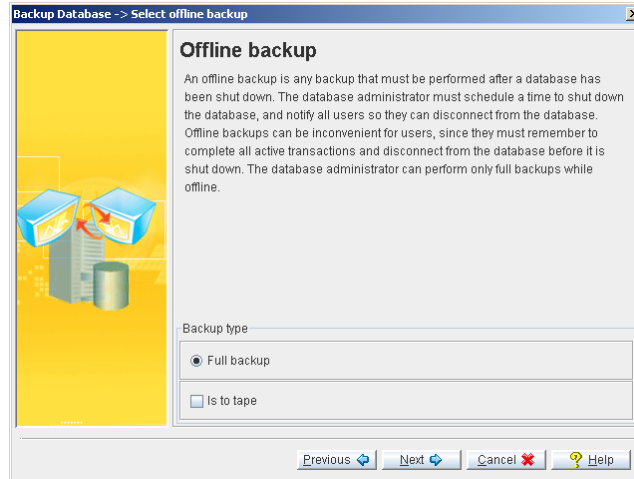 Backup Database -> Select offline backup
Offline backup
An offline backup is any backup that must be performed after a database has
been shut down. The database administrator must schedule a time to shut down
the database, and notify all users so they can disconnect from the database.
Offline backups can be inconvenient for users, since they must remember to
complete all active transactions and disconnect from the database before it is
shut down. The database administrator can perform only full backups while
offline.
Backup type
Full backup
Is to tape
Previous Next Cancel Help